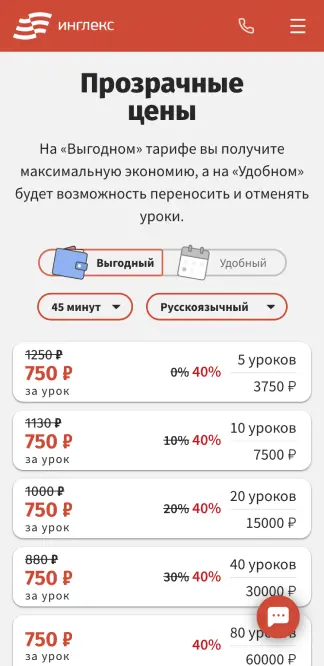 инглекс
Прозрачные
цены
На «Выгодном» тарифе вы получите
максимальную экономию, а на «Удобном»
будет возможность переносить и отменять
уроки.
Выгодный
Удобный
45 минут
Русскоязычный
1250 ₽
750 ₽
за урок
0% 40%
5 уроков
3750 ₽
1130 ₽
750 ₽
за урок
10% 40%
10 уроков
7500 ₽
1000 ₽
750 ₽
за урок
20% 40%
20 уроков
15000 ₽
880 ₽
750 ₽
за урок
30% 40%
40 уроков
30000 ₽
750 ₽
за урок
40%
80 уроков
60000 ₽